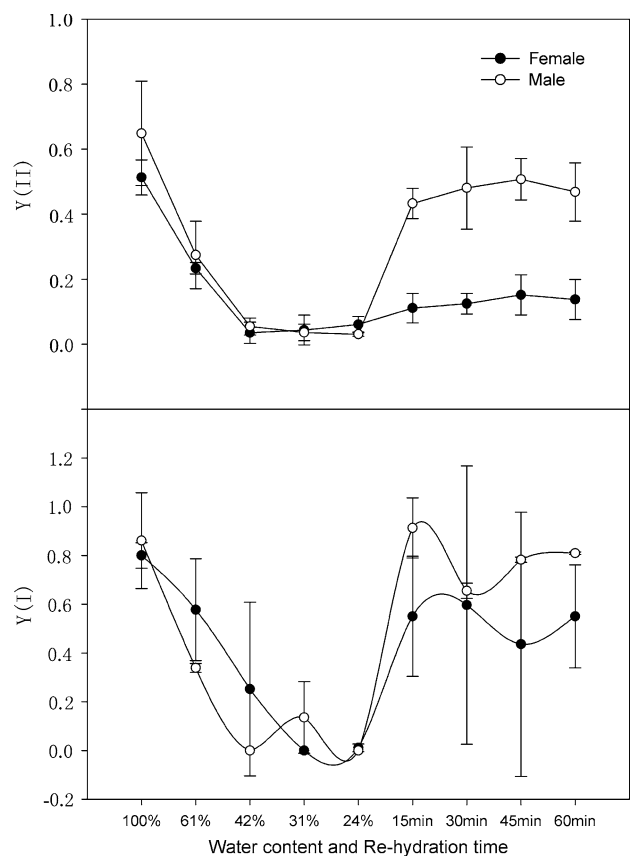 1.0
Female
Male
0.8
0.6
Y(II)
0.4
0.2
0.0
1.2
1.0
0.8
0.6
Y(I)
0.4
0.2
0.0
-0.2
100% 61% 42% 31% 24% 15min 30min 45min 60min
Water content and Re-hydration time